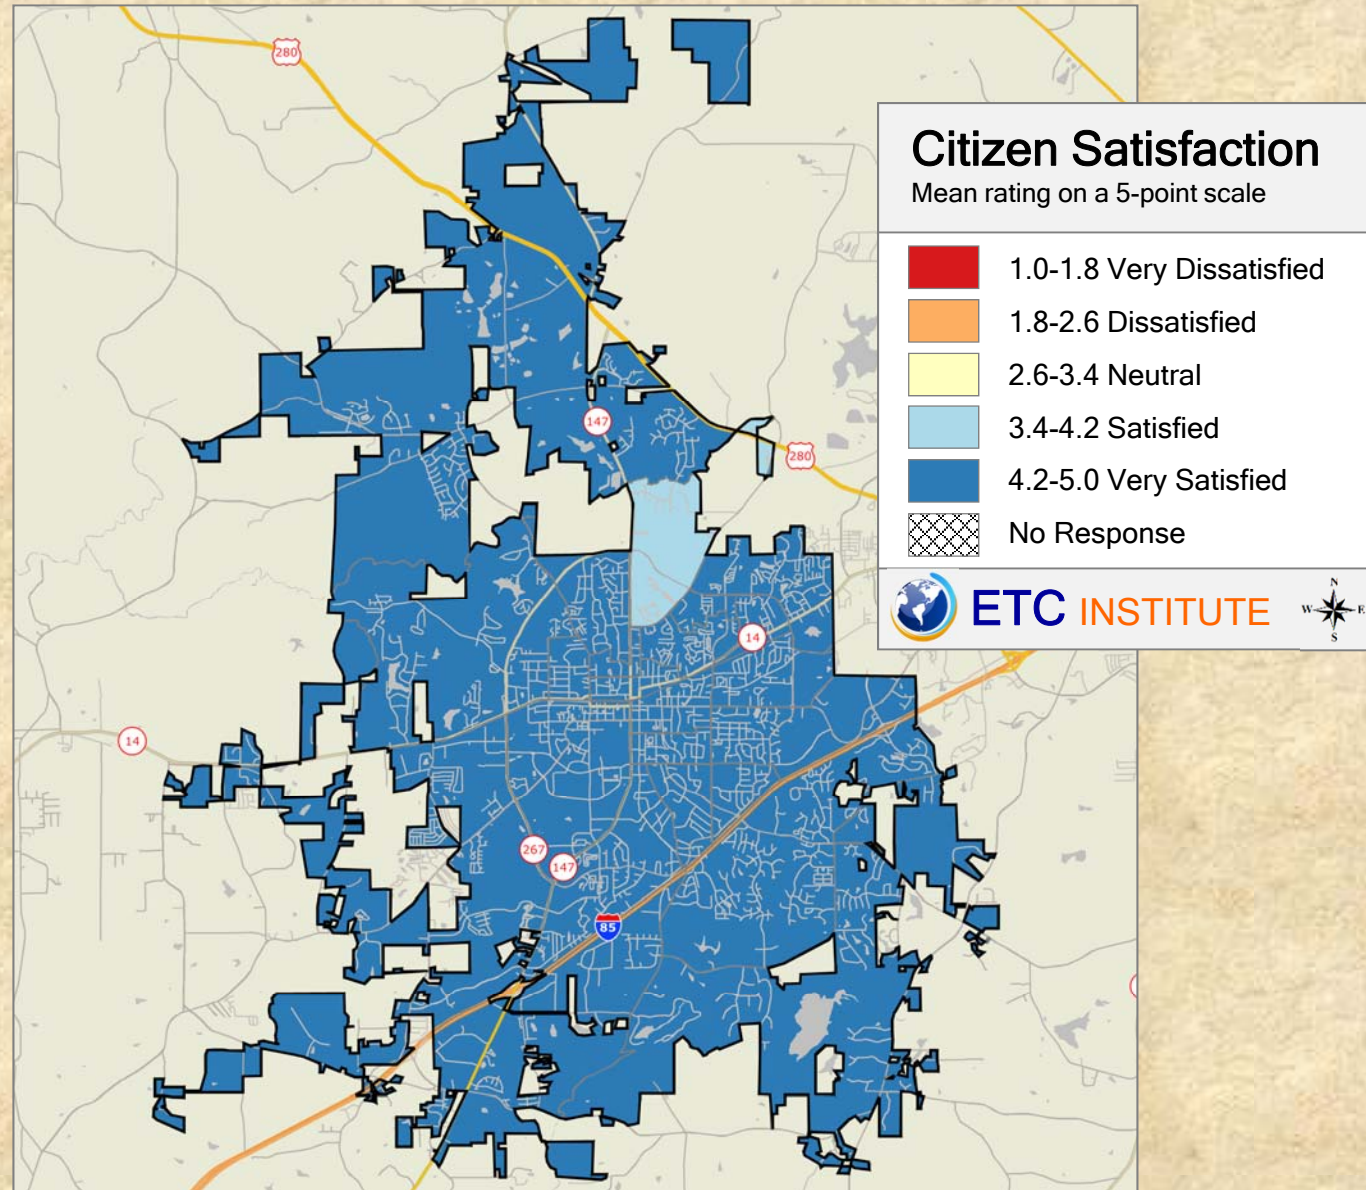 280
Citizen Satisfaction
Mean rating on a 5-point scale
1.0-1.8 Very Dissatisfied
1.8-2.6 Dissatisfied
2.6-3.4 Neutral
3.4-4.2 Satisfied
4.2-5.0 Very Satisfied
No Response
ETC INSTITUTE
N
W E
S
147
280
14
14
267
147
85